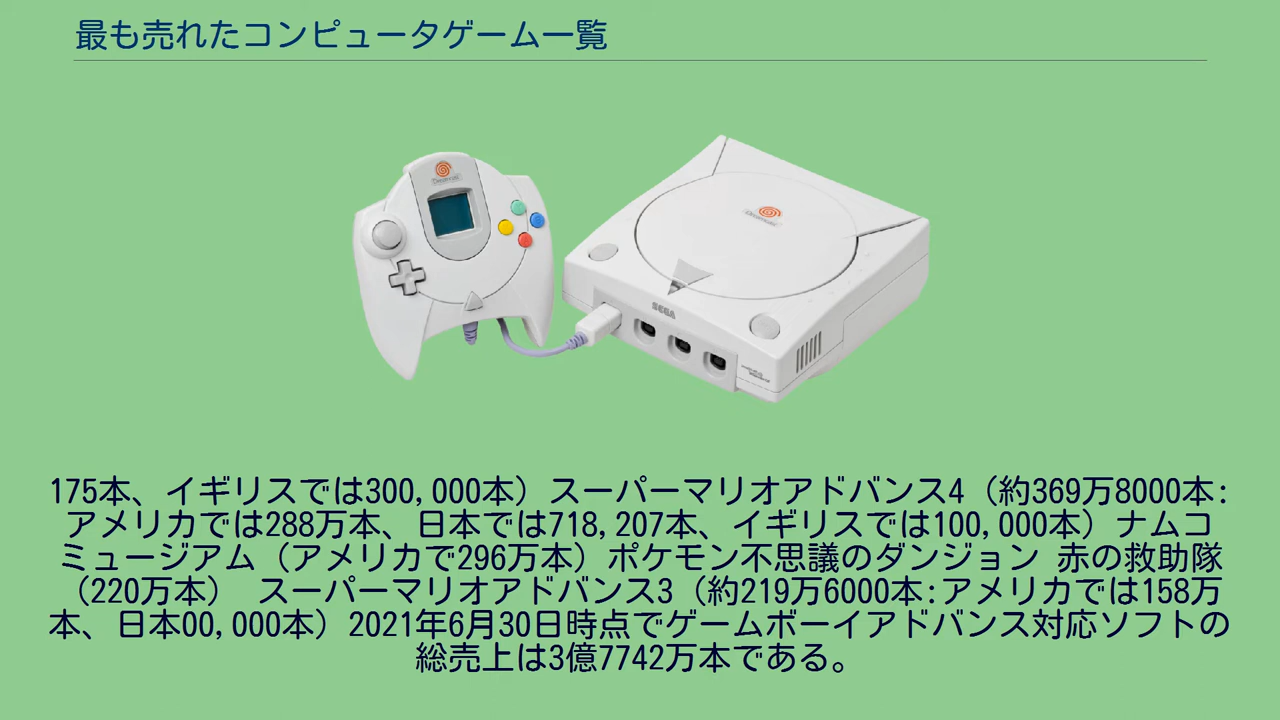 最も売れたコンピュータゲーム一覧
Dreamcast
Dreamcast
SEGA
175本、イギリスでは300,000本）スーパーマリオアドバンス4（約369万8000本:
アメリカでは288万本、日本では718,207本、イギリスでは100,000本）ナムコ
ミュージアム（アメリカで296万本）ポケモン不思議のダンジョン 赤の救助隊
（220万本） スーパーマリオアドバンス3（約219万6000本:アメリカでは158万
本、日本00,000本）2021年6月30日時点でゲームボーイアドバンス対応ソフトの
総売上は3億7742万本である。